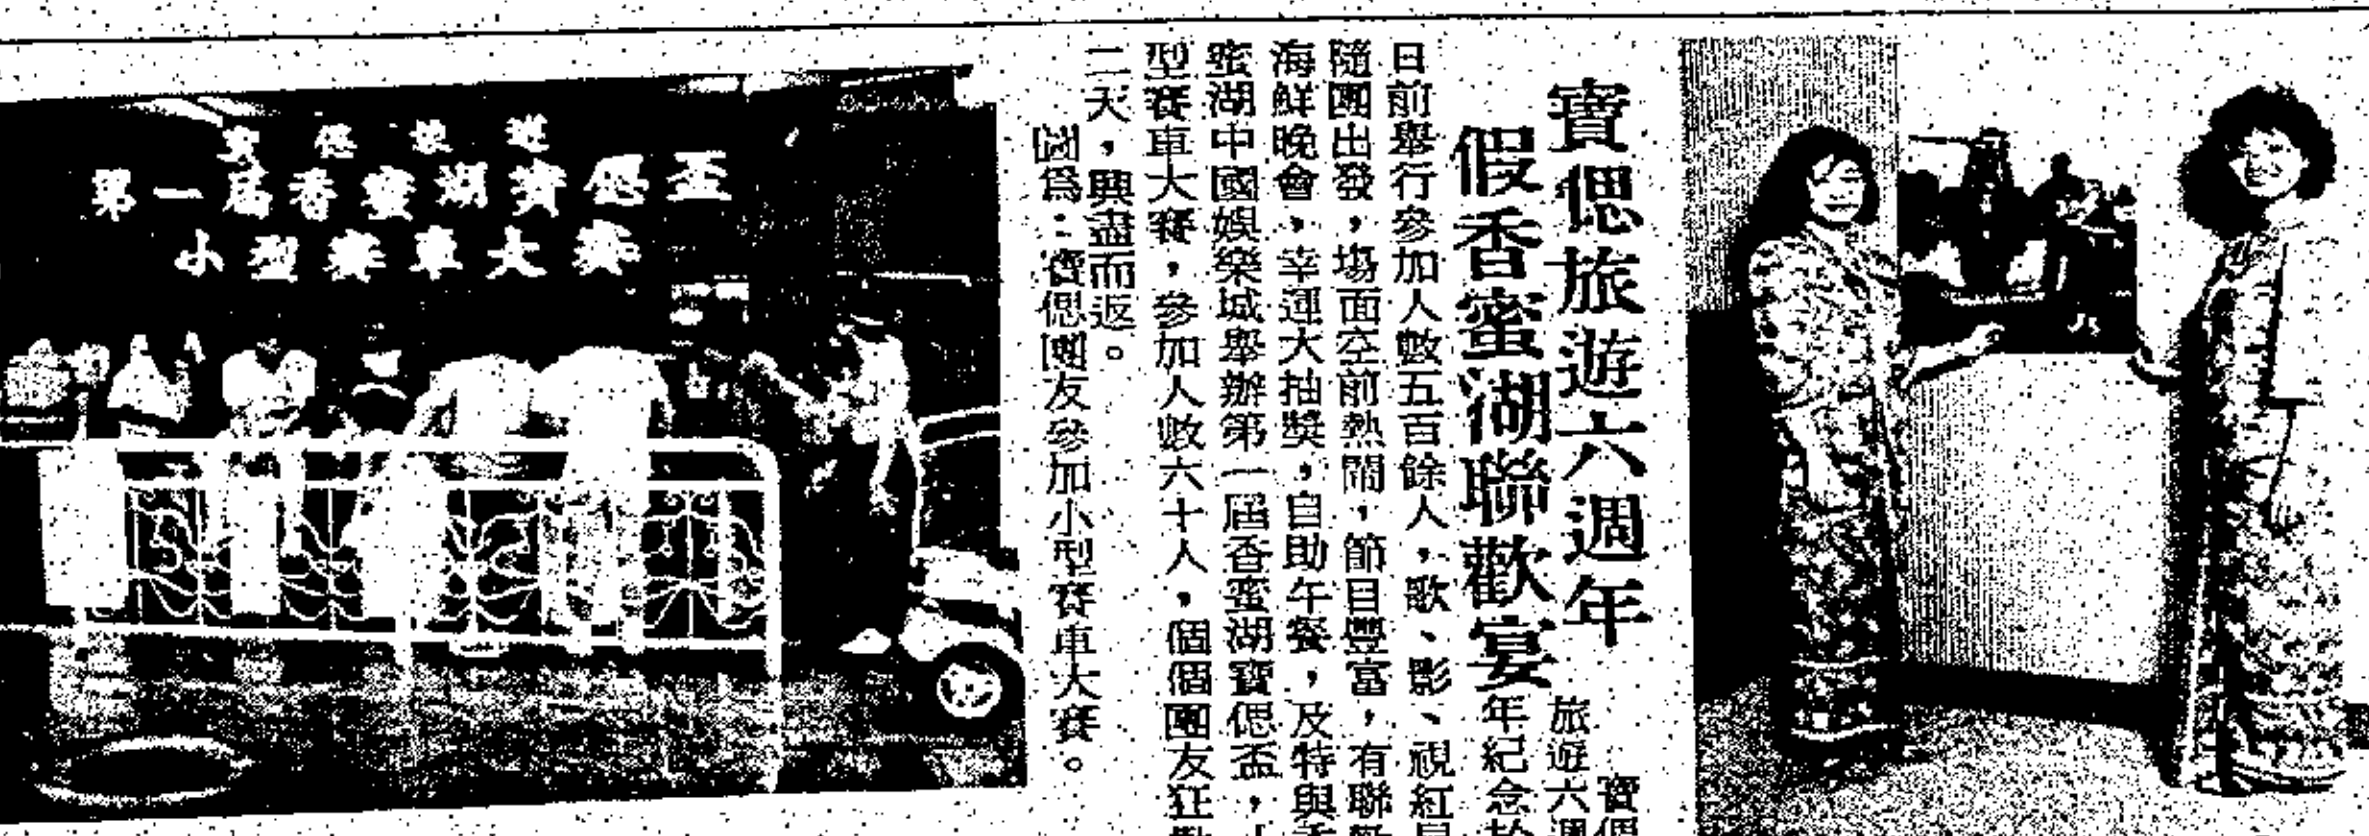 寶偲旅遊六週年
假香蜜湖聯歡宴
寶偲
旅遊六週
年紀念於
日前舉行參加人數五百餘人，歌、影、視紅星
隨團出發，場面空前熱鬧，節目豐富，有聯歡
海鮮晚會、幸運大抽獎，自助午餐，及特與香
蜜湖中國娛樂城舉辦第一屆香蜜湖寶偲盃，小
型賽車大賽，參加人數六十人，個個團友狂歡
二天，興盡而返。
圖為：寶偲團友參加小型賽車大賽。
寶偲旅遊
第一屆香蜜湖寶偲盃
小型賽車大賽